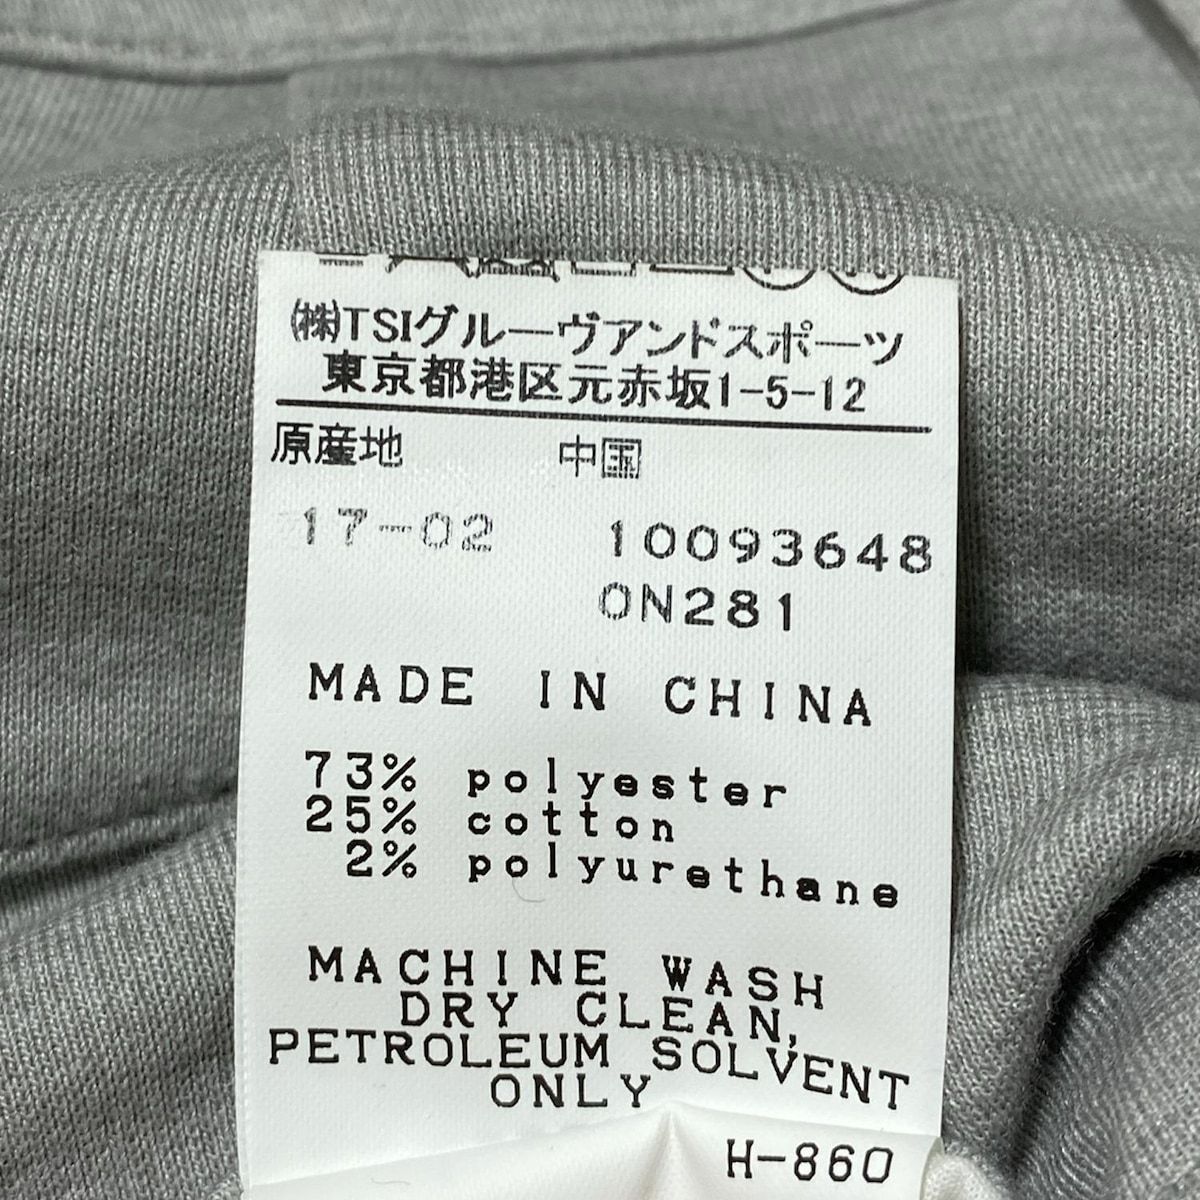 ㈱TSIグルーヴアンドスポーツ
東京都港区元赤坂1-5-12
原産地 中国
17-02 10093648
0N281
MADE IN CHINA
73% polyester
25% cotton
2% polyurethane
MACHINE WASH
DRY CLEAN,
PETROLEUM SOLVENT
ONLY
H-860